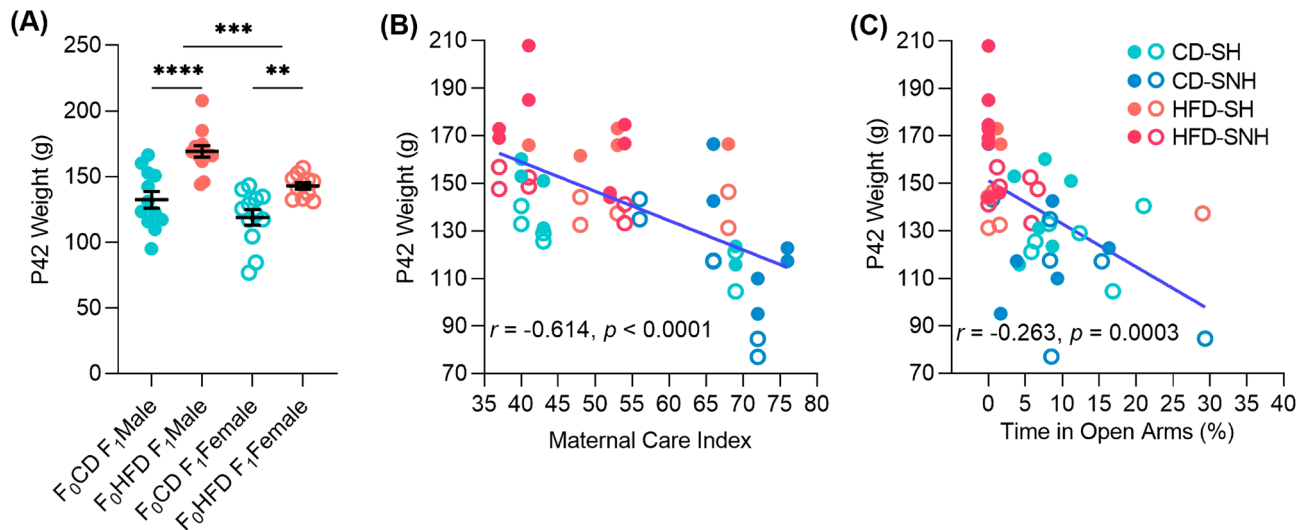 (A)
***
****
**
250
200
150
100
50
0
P42 Weight (g)
F₀CD F₁Male
F₀HFD F₁Male
F₀CD F₁Female
F₀HFD F₁Female
(B)
210
190
170
150
130
110
90
70
P42 Weight (g)
r = -0.614, p < 0.0001
35 40 45 50 55 60 65 70 75 80
Maternal Care Index
(C)
210
190
170
150
130
110
90
70
P42 Weight (g)
CD-SH
CD-SNH
HFD-SH
HFD-SNH
r = -0.263, p = 0.0003
0 5 10 15 20 25 30 35 40
Time in Open Arms (%)